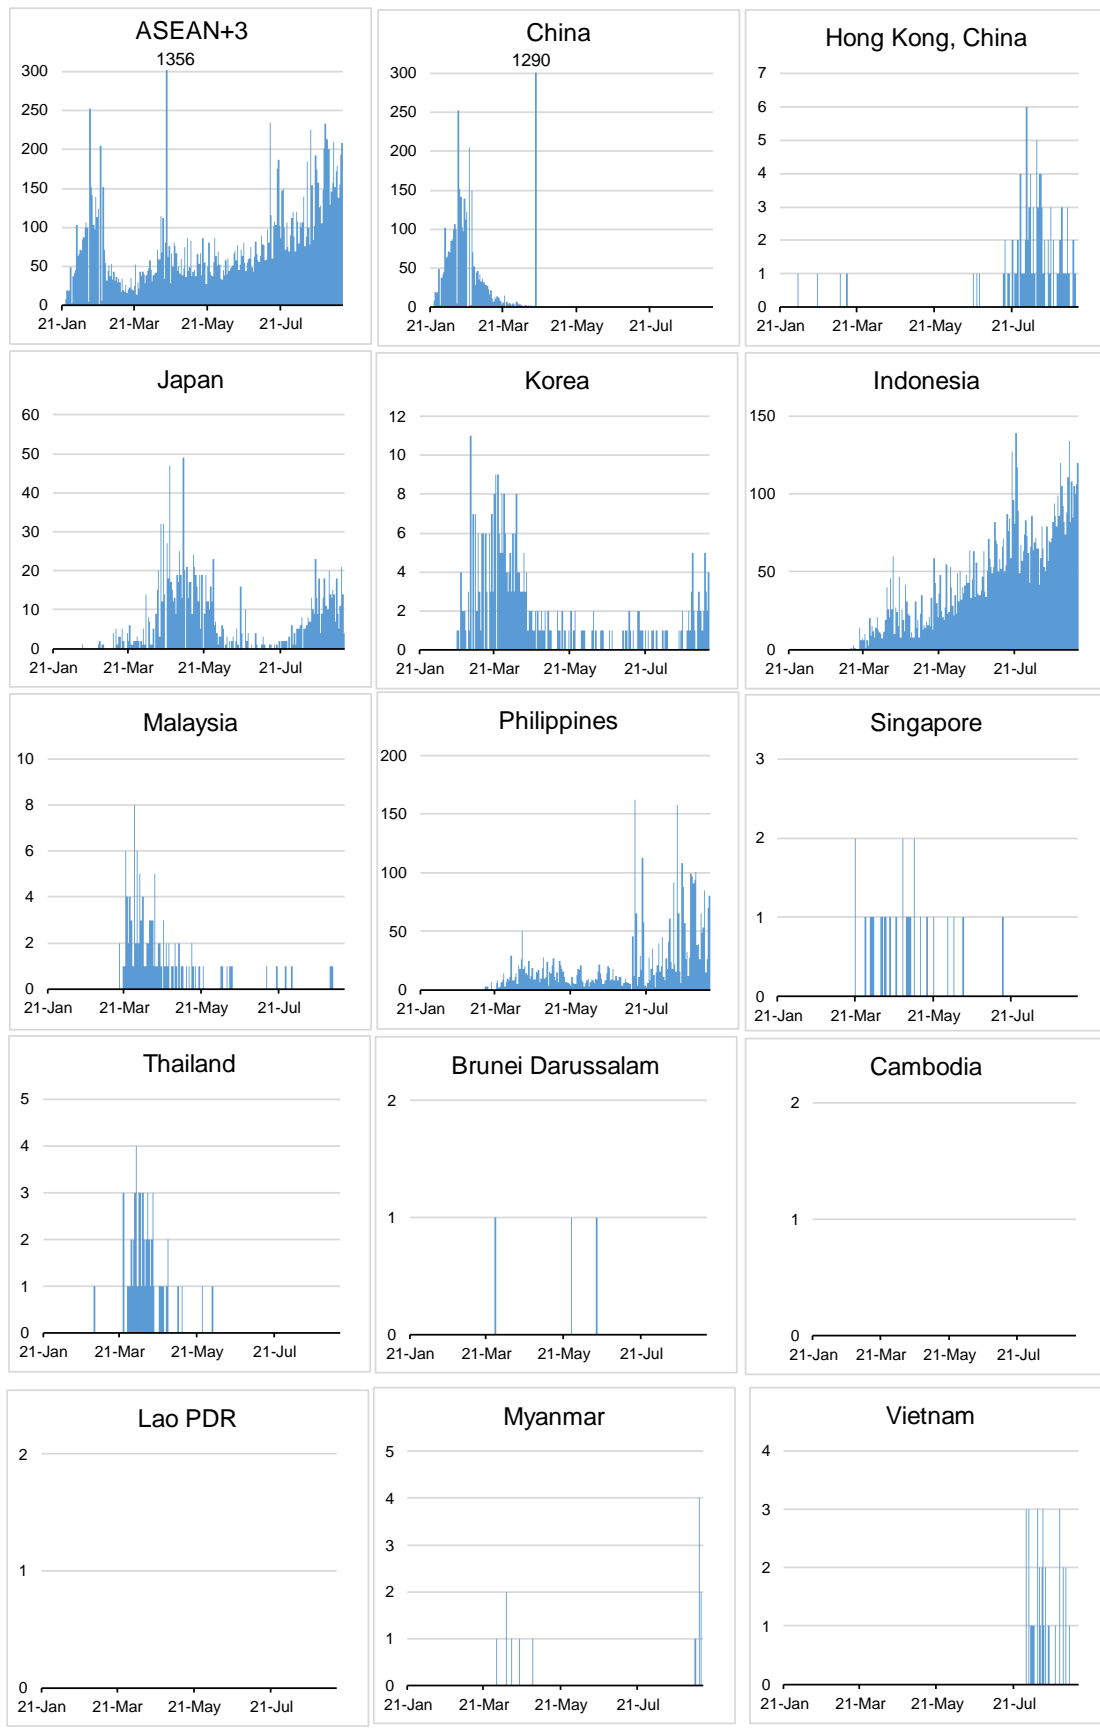 ASEAN+3
1356
300
250
200
150
100
50
0
21-Jan 21-Mar 21-May 21-Jul
China
1290
300
250
200
150
100
50
0
21-Jan 21-Mar 21-May 21-Jul
Hong Kong, China
7
6
5
4
3
2
1
0
21-Jan 21-Mar 21-May 21-Jul
Japan
60
50
40
30
20
10
0
21-Jan 21-Mar 21-May 21-Jul
Korea
12
10
8
6
4
2
0
21-Jan 21-Mar 21-May 21-Jul
Indonesia
150
100
50
0
21-Jan 21-Mar 21-May 21-Jul
Malaysia
10
8
6
4
2
0
21-Jan 21-Mar 21-May 21-Jul
Philippines
200
150
100
50
0
21-Jan 21-Mar 21-May 21-Jul
Singapore
3
2
1
0
21-Jan 21-Mar 21-May 21-Jul
Thailand
5
4
3
2
1
0
21-Jan 21-Mar 21-May 21-Jul
Brunei Darussalam
2
1
0
21-Jan 21-Mar 21-May 21-Jul
Cambodia
2
1
0
21-Jan 21-Mar 21-May 21-Jul
Lao PDR
2
1
0
21-Jan 21-Mar 21-May 21-Jul
Myanmar
5
4
3
2
1
0
21-Jan 21-Mar 21-May 21-Jul
Vietnam
4
3
2
1
0
21-Jan 21-Mar 21-May 21-Jul